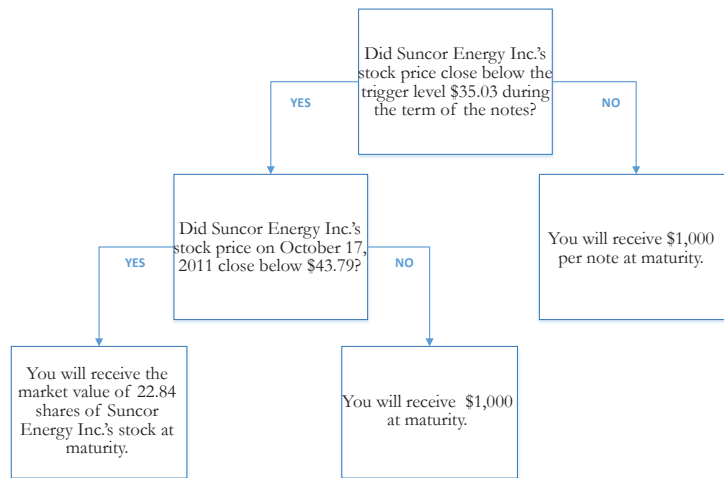 Did Suncor Energy Inc.'s
stock price close below the
trigger level $35.03 during
the term of the notes?
YES
NO
Did Suncor Energy Inc.'s
stock price on October 17,
2011 close below $43.79?
You will receive $1,000
per note at maturity.
YES
NO
You will receive the
market value of 22.84
shares of Suncor
Energy Inc.'s stock at
maturity.
You will receive $1,000
at maturity.